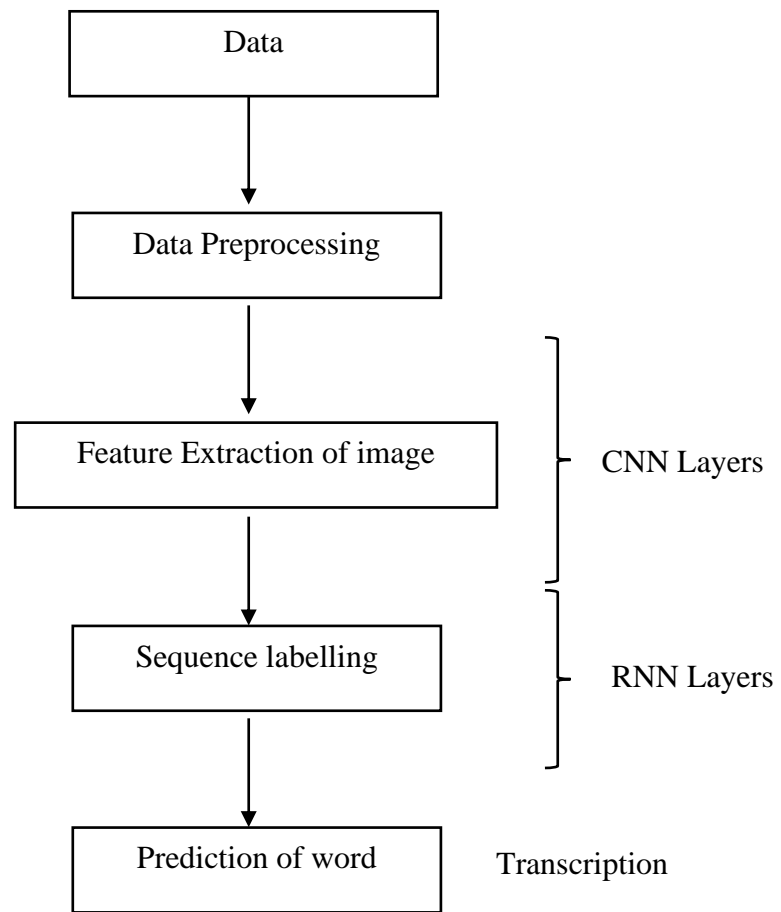 Data
Data Preprocessing
Feature Extraction of image
CNN Layers
Sequence labelling
RNN Layers
Prediction of word
Transcription